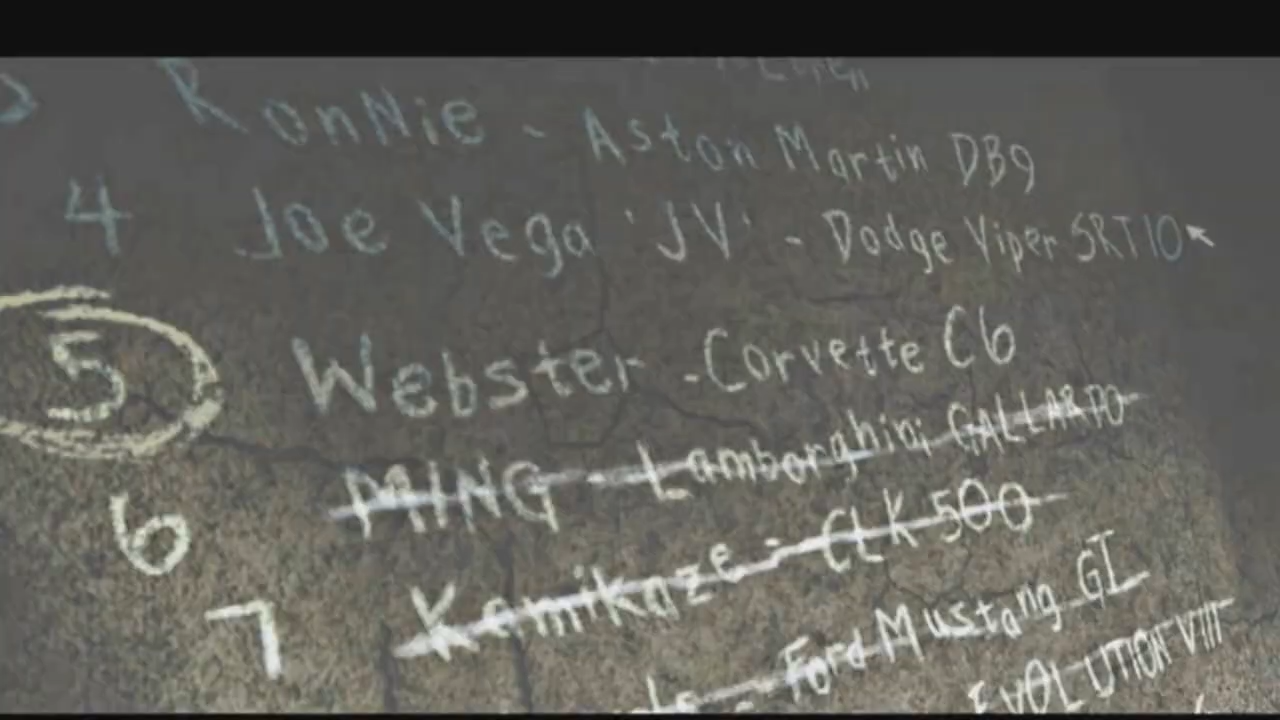 Ronnie - Aston Martin DB9
4 Joe Vega 'JV' - Dodge Viper SRT10
5 Webster - Corvette C6
6 MING - Lamborghini GALLARDO
7 Kamikaze - CLK 500
- Ford Mustang GT
EVOLUTION VIII